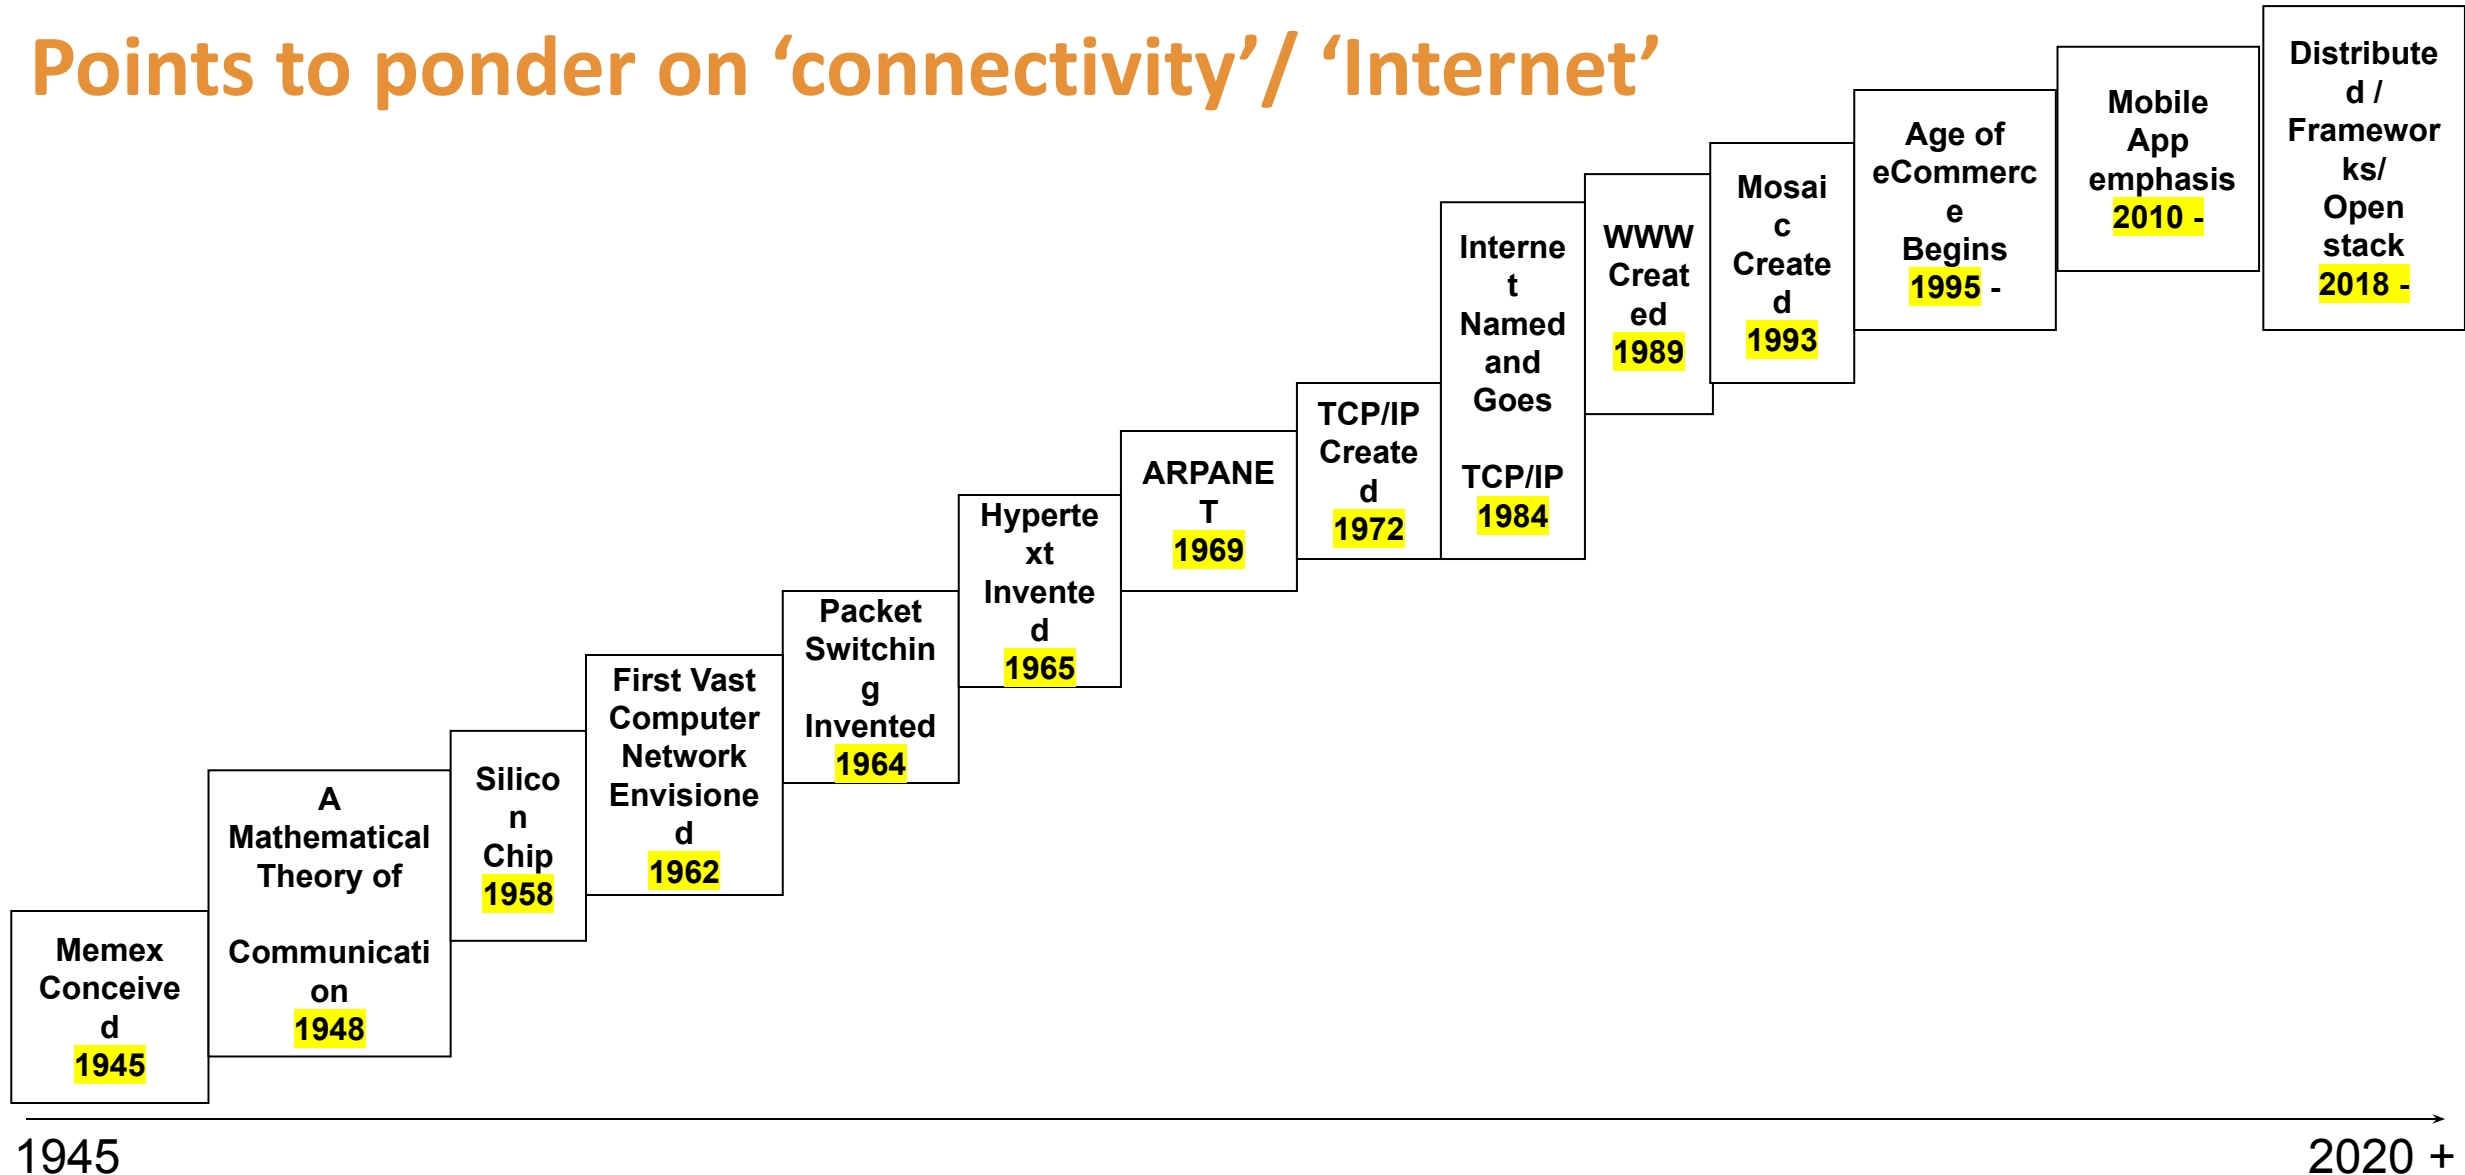 Points to ponder on ‘connectivity’/ ‘Internet’
Memex
Conceive
d
1945
A
Mathematical
Theory of
Communicati
on
1948
Silico
n
Chip
1958
First Vast
Computer
Network
Envisione
d
1962
Packet
Switchin
g
Invented
1964
Hyperte
xt
Invente
d
1965
ARPANE
T
1969
TCP/IP
Create
d
1972
Interne
t
Named
and
Goes
TCP/IP
1984
WWW
Creat
ed
1989
Mosai
c
Create
d
1993
Age of
eCommerc
e
Begins
1995 -
Mobile
App
emphasis
2010 -
Distribute
d /
Framewor
ks/
Open
stack
2018 -
1945
2020 +